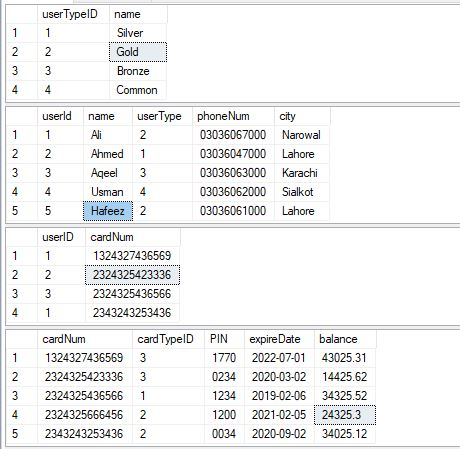 userTypeID name
1 1 Silver
2 2 Gold
3 3 Bronze
4 4 Common
userId name userType phoneNum city
1 1 Ali 2 03036067000 Narowal
2 2 Ahmed 1 03036047000 Lahore
3 3 Aqeel 3 03036063000 Karachi
4 4 Usman 4 03036062000 Sialkot
5 5 Hafeez 2 03036061000 Lahore
userID cardNum
1 1 1324327436569
2 2 2324325423336
3 3 2324325436566
4 1 2343243253436
cardNum cardTypeID PIN expireDate balance
1 1324327436569 3 1770 2022-07-01 43025.31
2 2324325423336 3 0234 2020-03-02 14425.62
3 2324325436566 1 1234 2019-02-06 34325.52
4 2324325666456 2 1200 2021-02-05 24325.3
5 2343243253436 2 0034 2020-09-02 34025.12